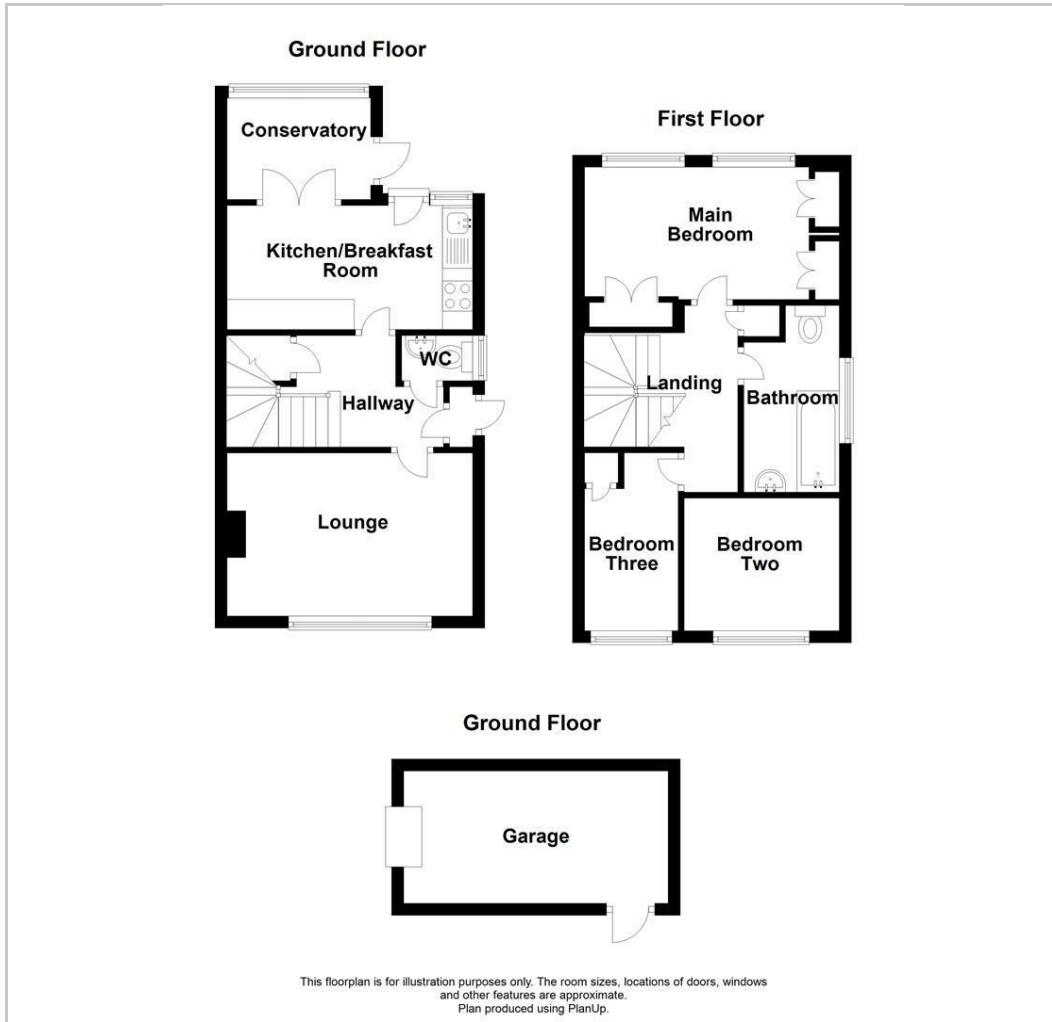 Ground Floor
Conservatory
Kitchen/Breakfast
Room
WC
Hallway
Lounge
First Floor
Main
Bedroom
Landing
Bathroom
Bedroom
Three
Bedroom
Two
Ground Floor
Garage
This floorplan is for illustration purposes only. The room sizes, locations of doors, windows
and other features are approximate.
Plan produced using PlanUp.